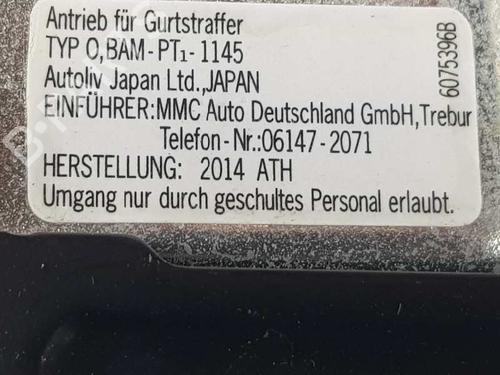 Antrieb für Gurtstraffer
TYP O,BAM-PT1-1145
Autoliv Japan Ltd.,JAPAN
EINFÜHRER:MMC Auto Deutschland GmbH,Trebur
Telefon-Nr.:06147-2071
HERSTELLUNG: 2014 ATH
Umgang nur durch geschultes Personal erlaubt.
6075396B